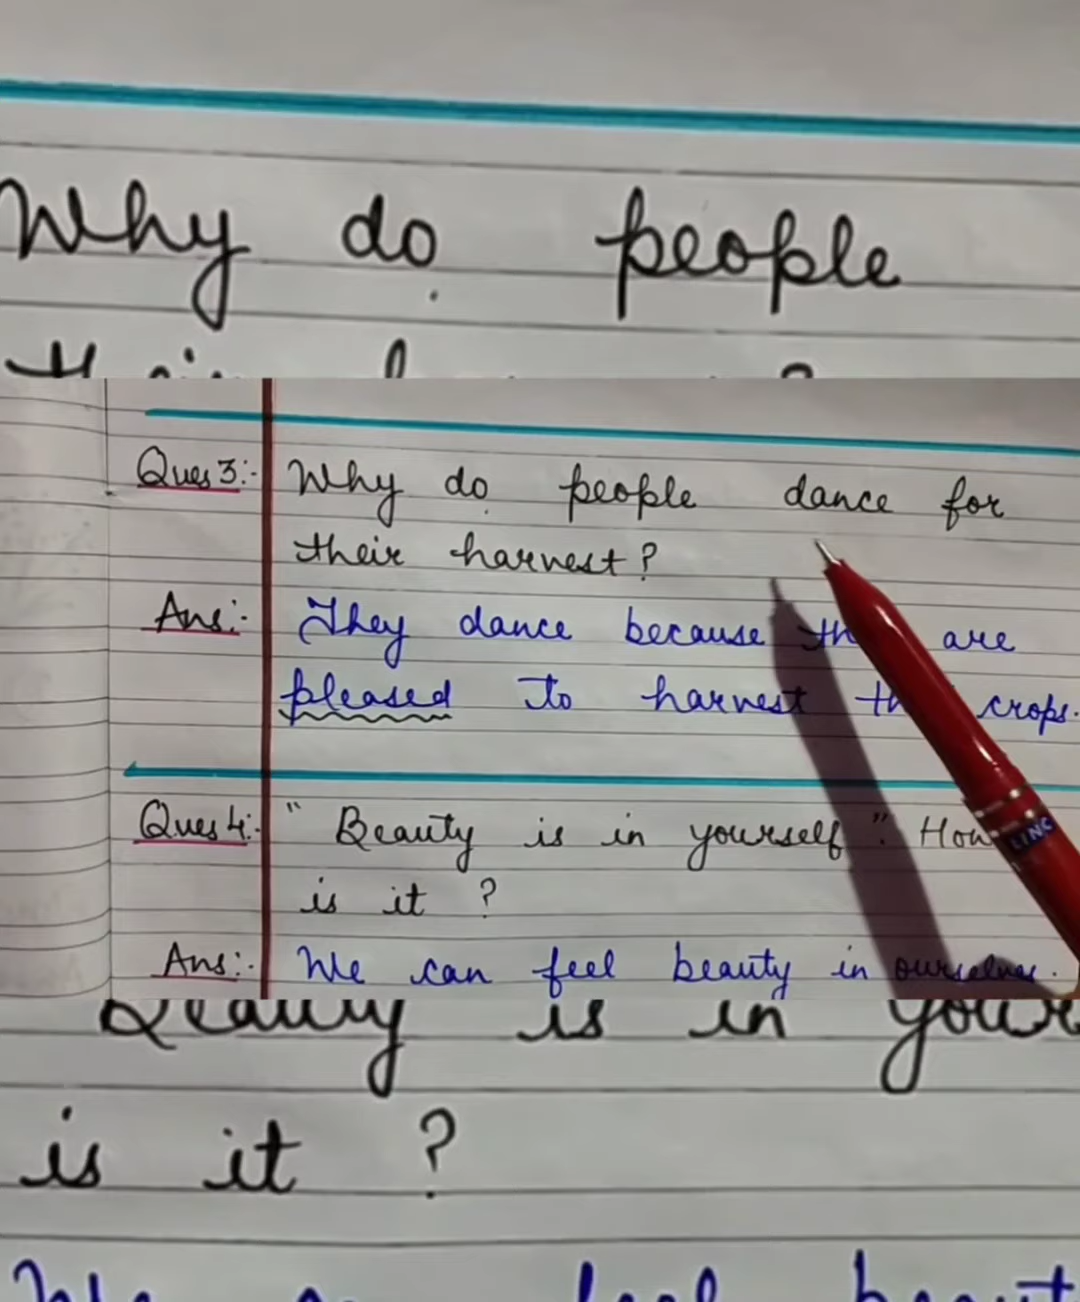 Why do people
Ques 3:- Why do people dance for
their harvest?
Ans:- They dance because are
pleased to harvest crops.
Ques 4:- " Beauty is in yourself". How
is it ?
Ans:- We can feel beauty in ourselves.
Beauty is in
is it ?